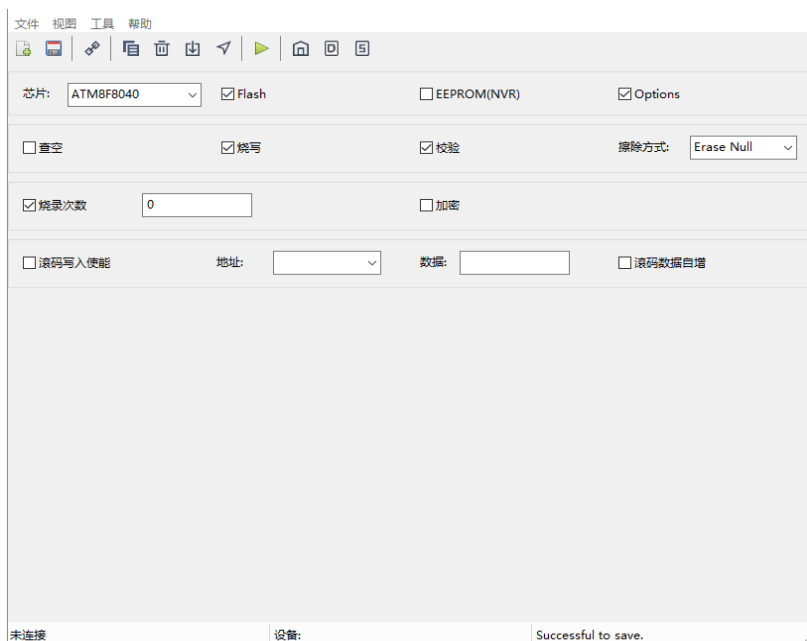 文件 视图 工具 帮助
D S
芯片: ATM8F8040 Flash EEPROM(NVR) Options
查空 烧写 校验 擦除方式: Erase Null
烧录次数 0 加密
滚码写入使能 地址: 数据: 滚码数据自增
未连接 设备: Successful to save.